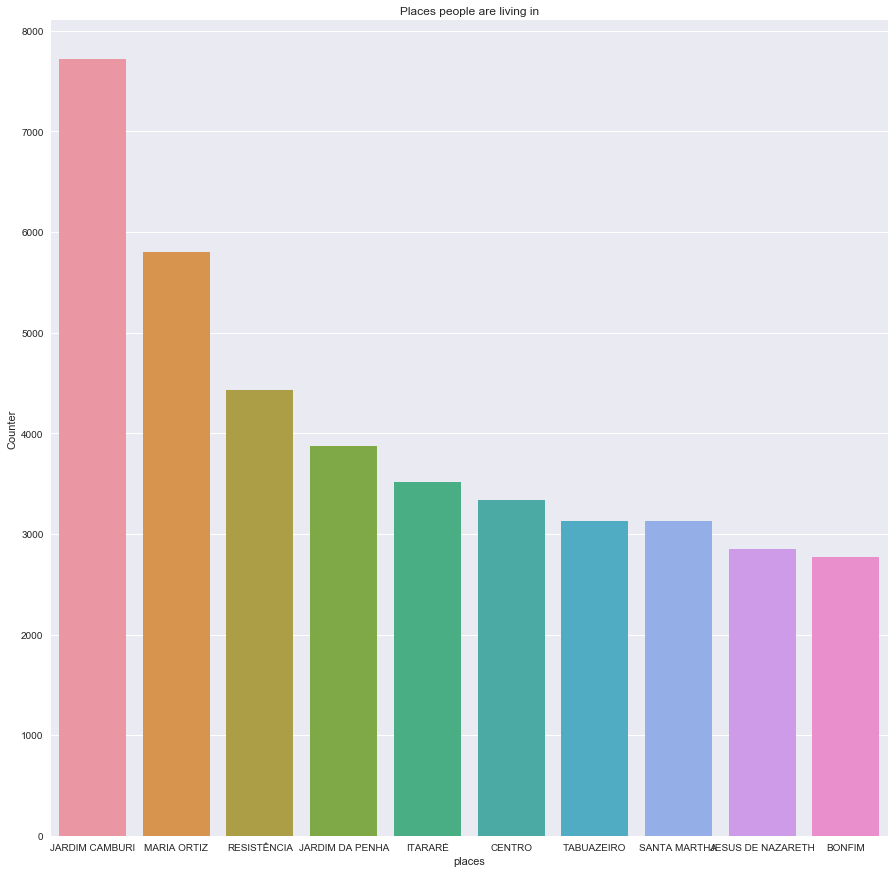 Places people are living in
8000
7000
6000
5000
4000
3000
2000
1000
0
Counter
JARDIM CAMBURI MARIA ORTIZ RESISTÊNCIA JARDIM DA PENHA ITARARÉ CENTRO TABUAZEIRO SANTA MARTHA JESUS DE NAZARETH BONFIM
places